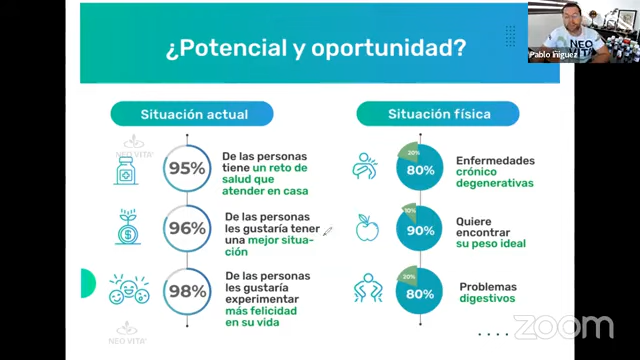 ¿Potencial y oportunidad?
Pablo Iñiguez
NEO
VITA
Situación actual
NEO VITA
95%
De las personas
tiene un reto de
salud que
atender en casa
96%
De las personas
les gustaría tener
una mejor situa-
ción
98%
De las personas
les gustaría
experimentar
más felicidad
en su vida
NEO VITA
Situación física
20%
80%
Enfermedades
crónico
degenerativas
10%
90%
Quiere
encontrar
su peso ideal
20%
80%
Problemas
digestivos
zoom